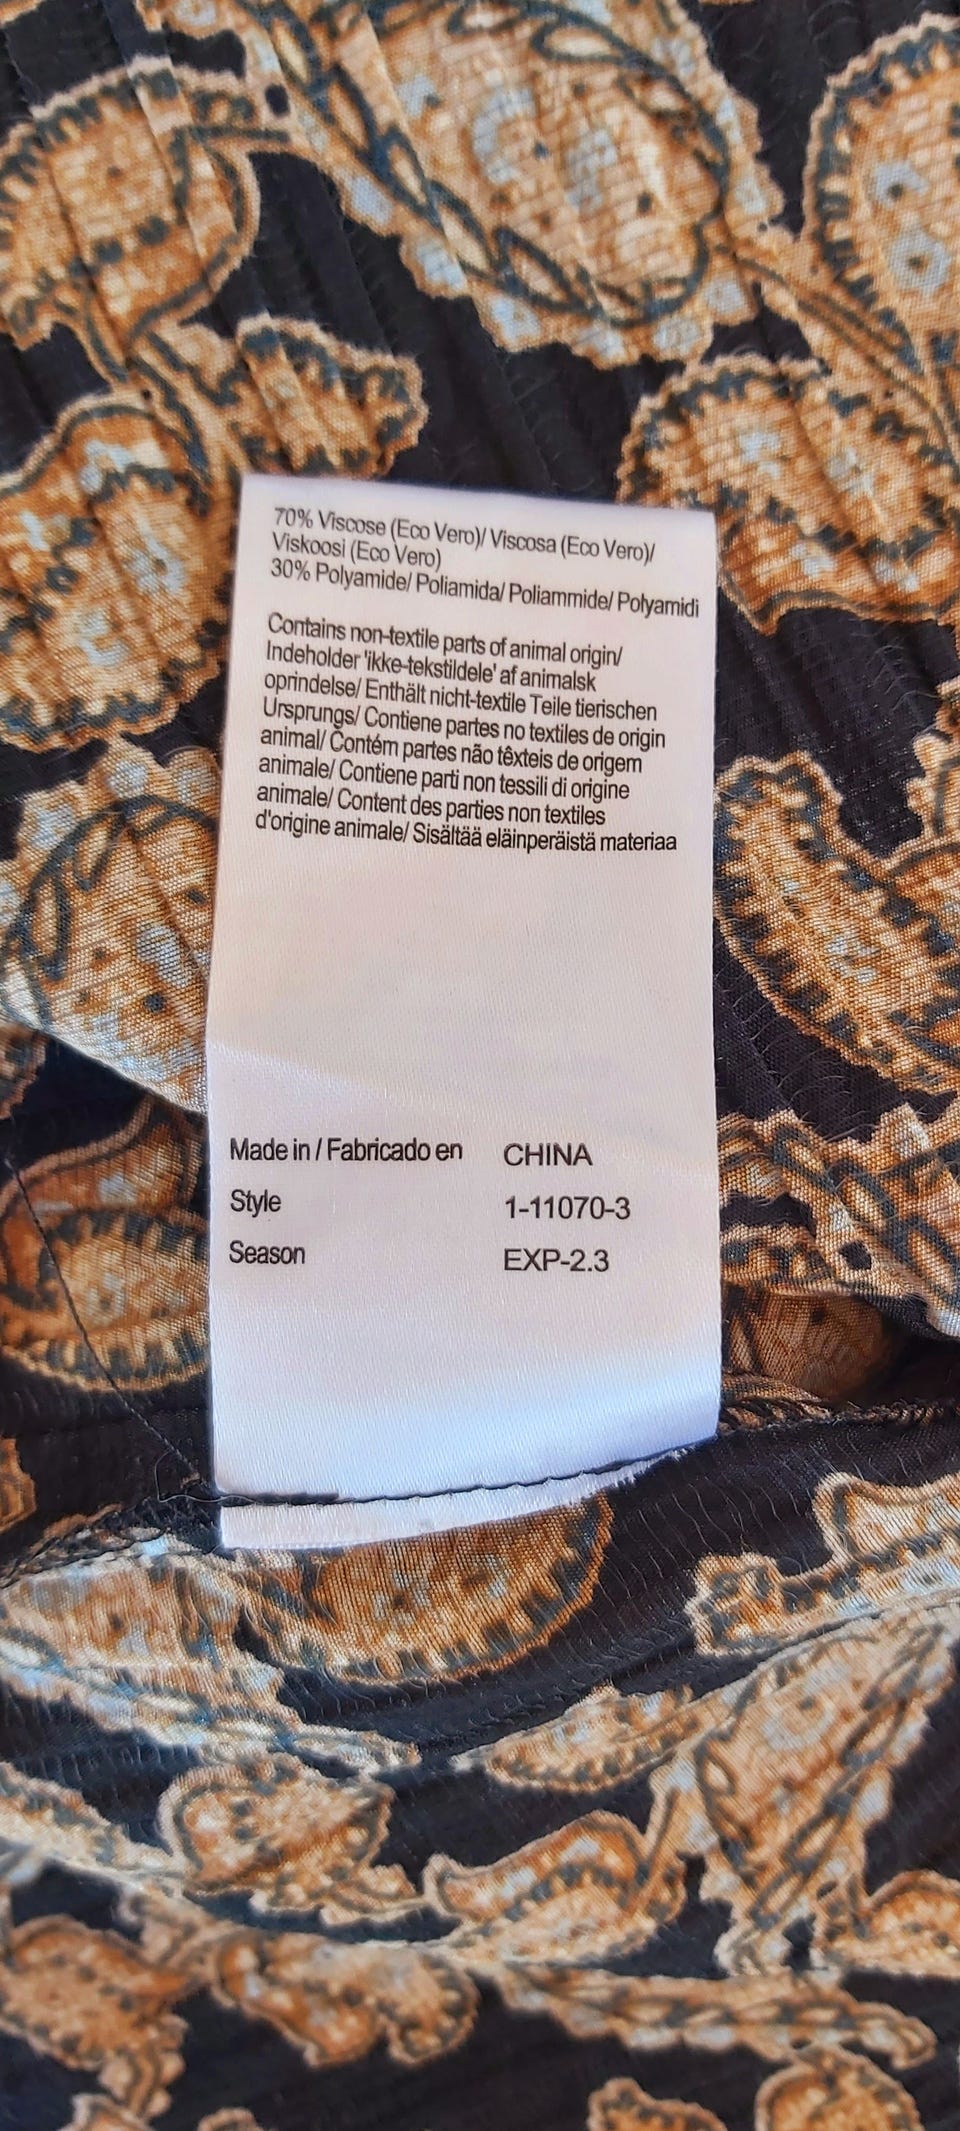 70% Viscose (Eco Vero)/ Viscosa (Eco Vero)/
Viskoosi (Eco Vero)
30% Polyamide/ Poliamida/ Poliammide/ Polyamidi
Contains non-textile parts of animal origin/
Indeholder 'ikke-tekstildele' af animalsk
oprindelse/ Enthält nicht-textile Teile tierischen
Ursprungs/ Contiene partes no textiles de origin
animal/ Contém partes não têxteis de origem
animale/ Contiene parti non tessili di origine
animale/ Content des parties non textiles
d'origine animale/ Sisältää eläinperäistä materiaa
Made in / Fabricado en CHINA
Style 1-11070-3
Season EXP-2.3